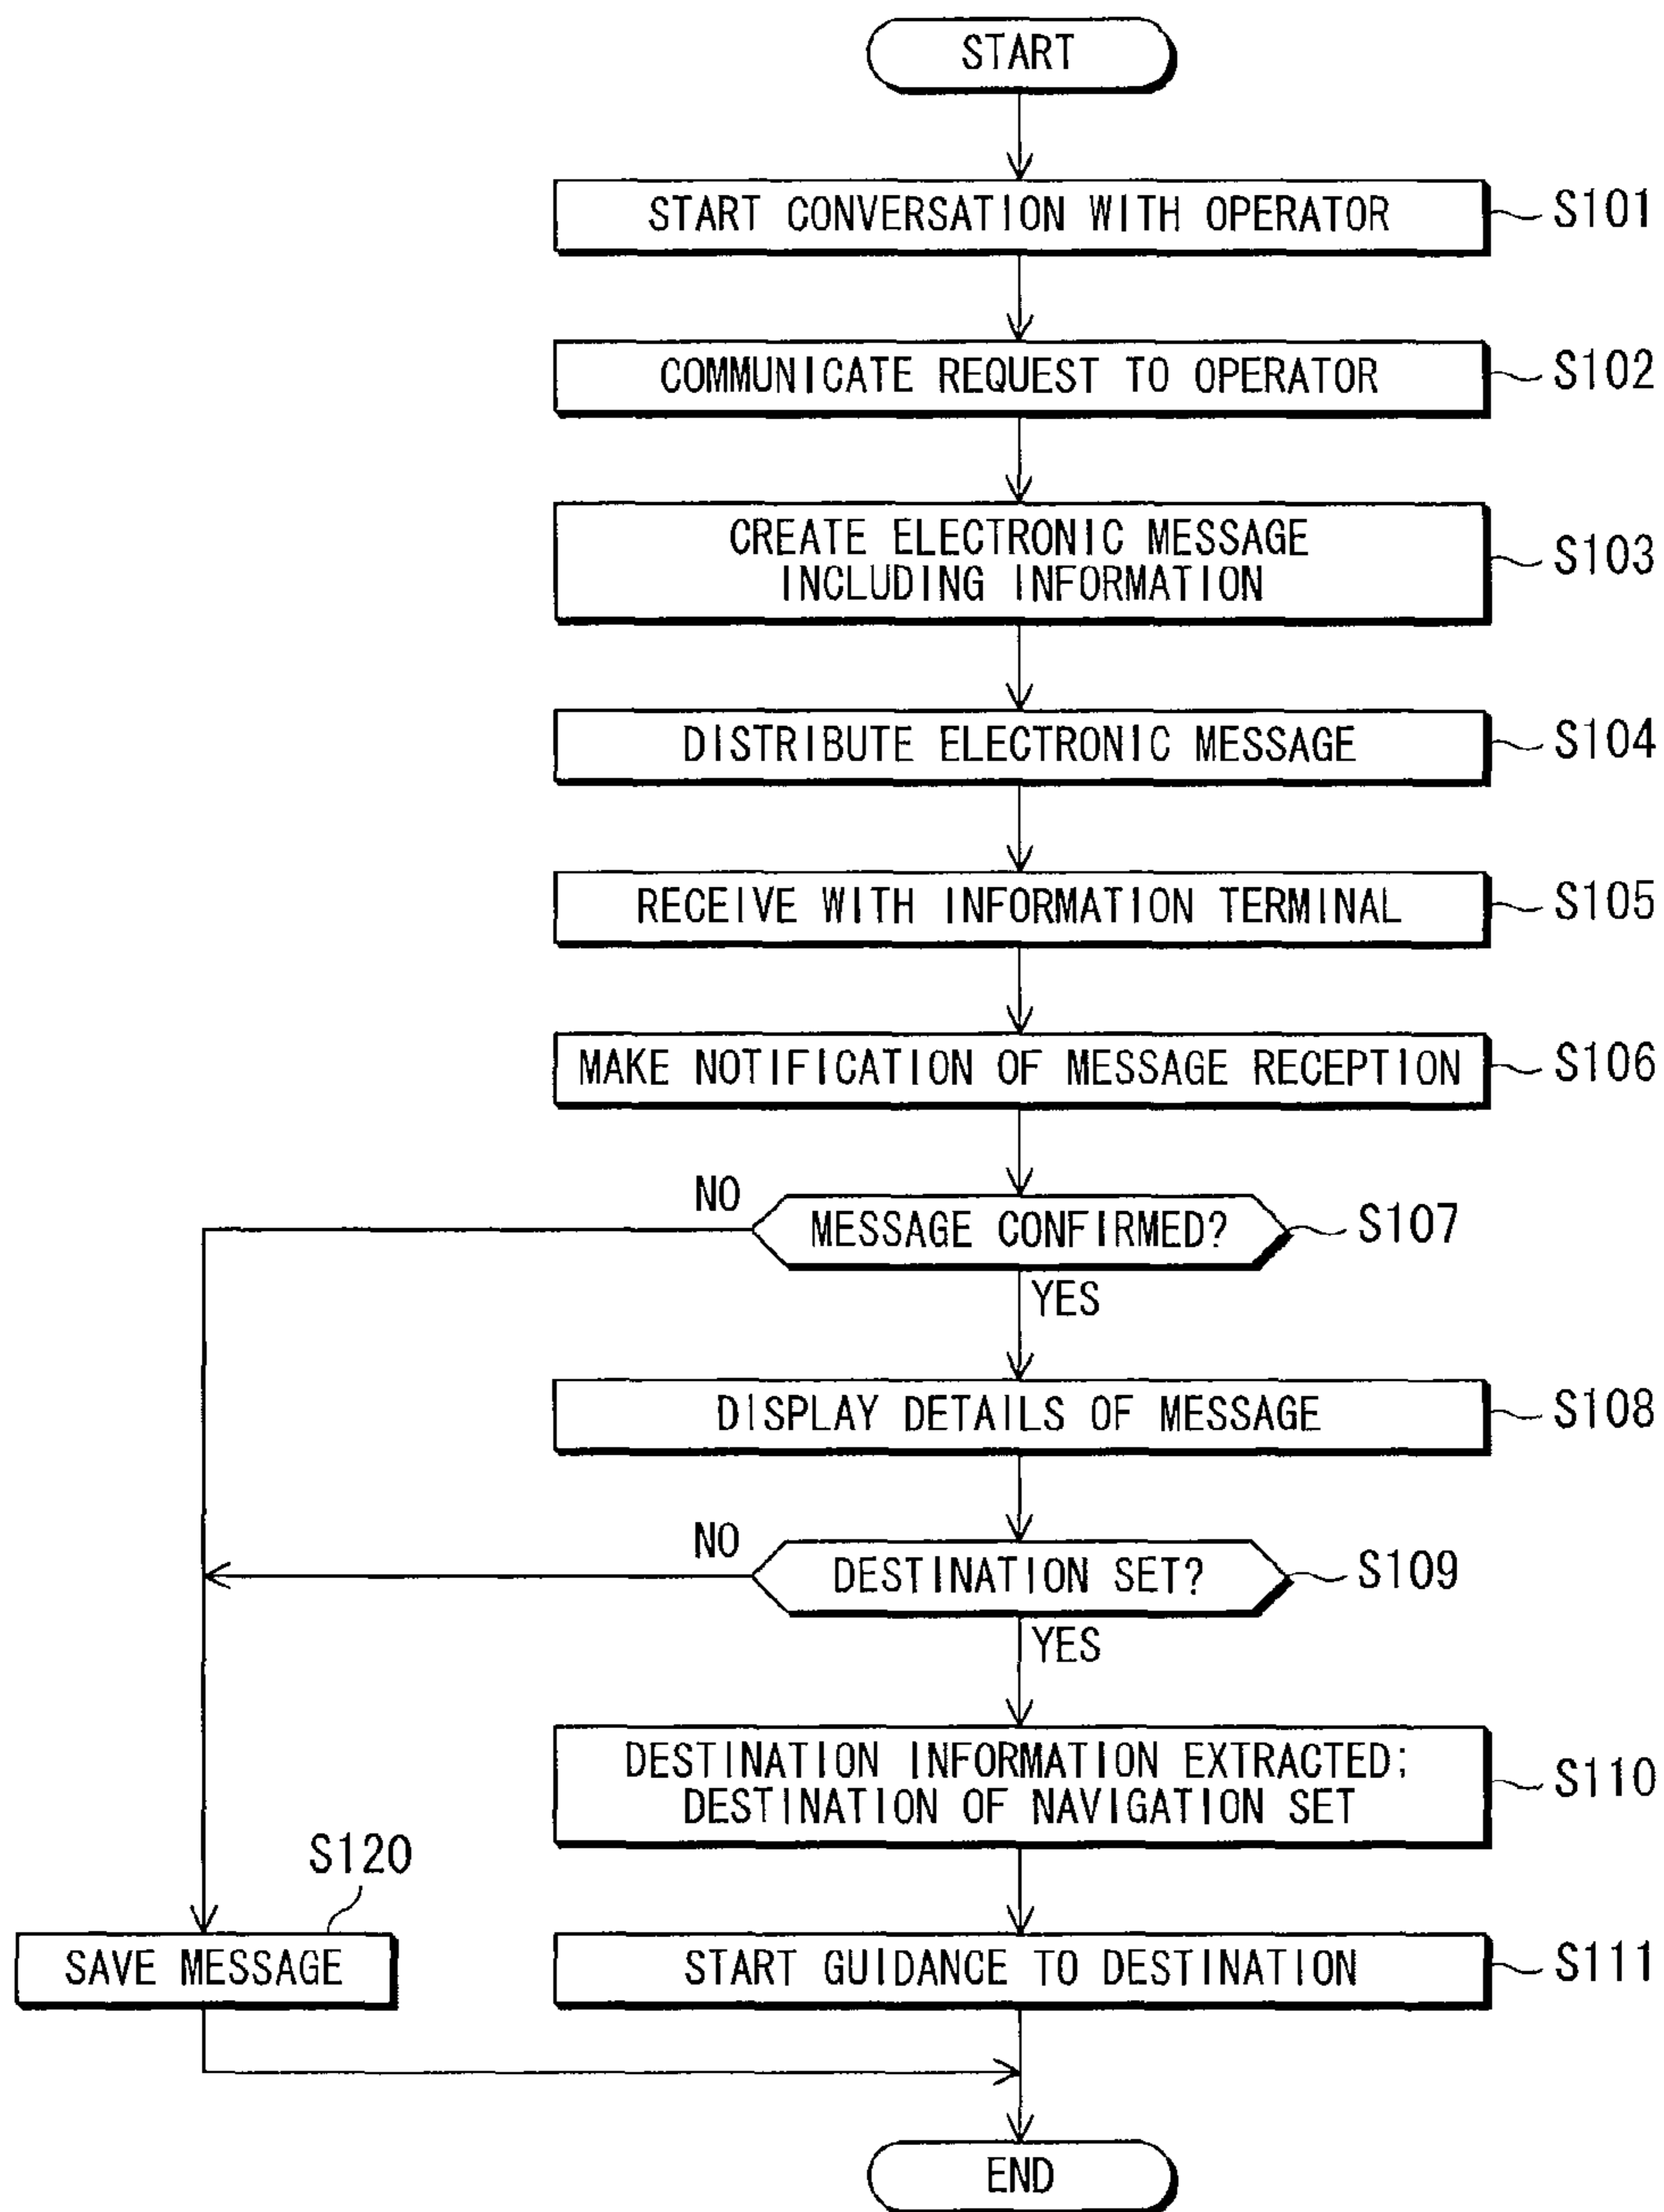 START
START CONVERSATION WITH OPERATOR
S101
COMMUNICATE REQUEST TO OPERATOR
S102
CREATE ELECTRONIC MESSAGE
INCLUDING INFORMATION
S103
DISTRIBUTE ELECTRONIC MESSAGE
S104
RECEIVE WITH INFORMATION TERMINAL
S105
MAKE NOTIFICATION OF MESSAGE RECEPTION
S106
NO
MESSAGE CONFIRMED?
S107
YES
DISPLAY DETAILS OF MESSAGE
S108
NO
DESTINATION SET?
S109
YES
DESTINATION INFORMATION EXTRACTED;
DESTINATION OF NAVIGATION SET
S110
S120
SAVE MESSAGE
START GUIDANCE TO DESTINATION
S111
END